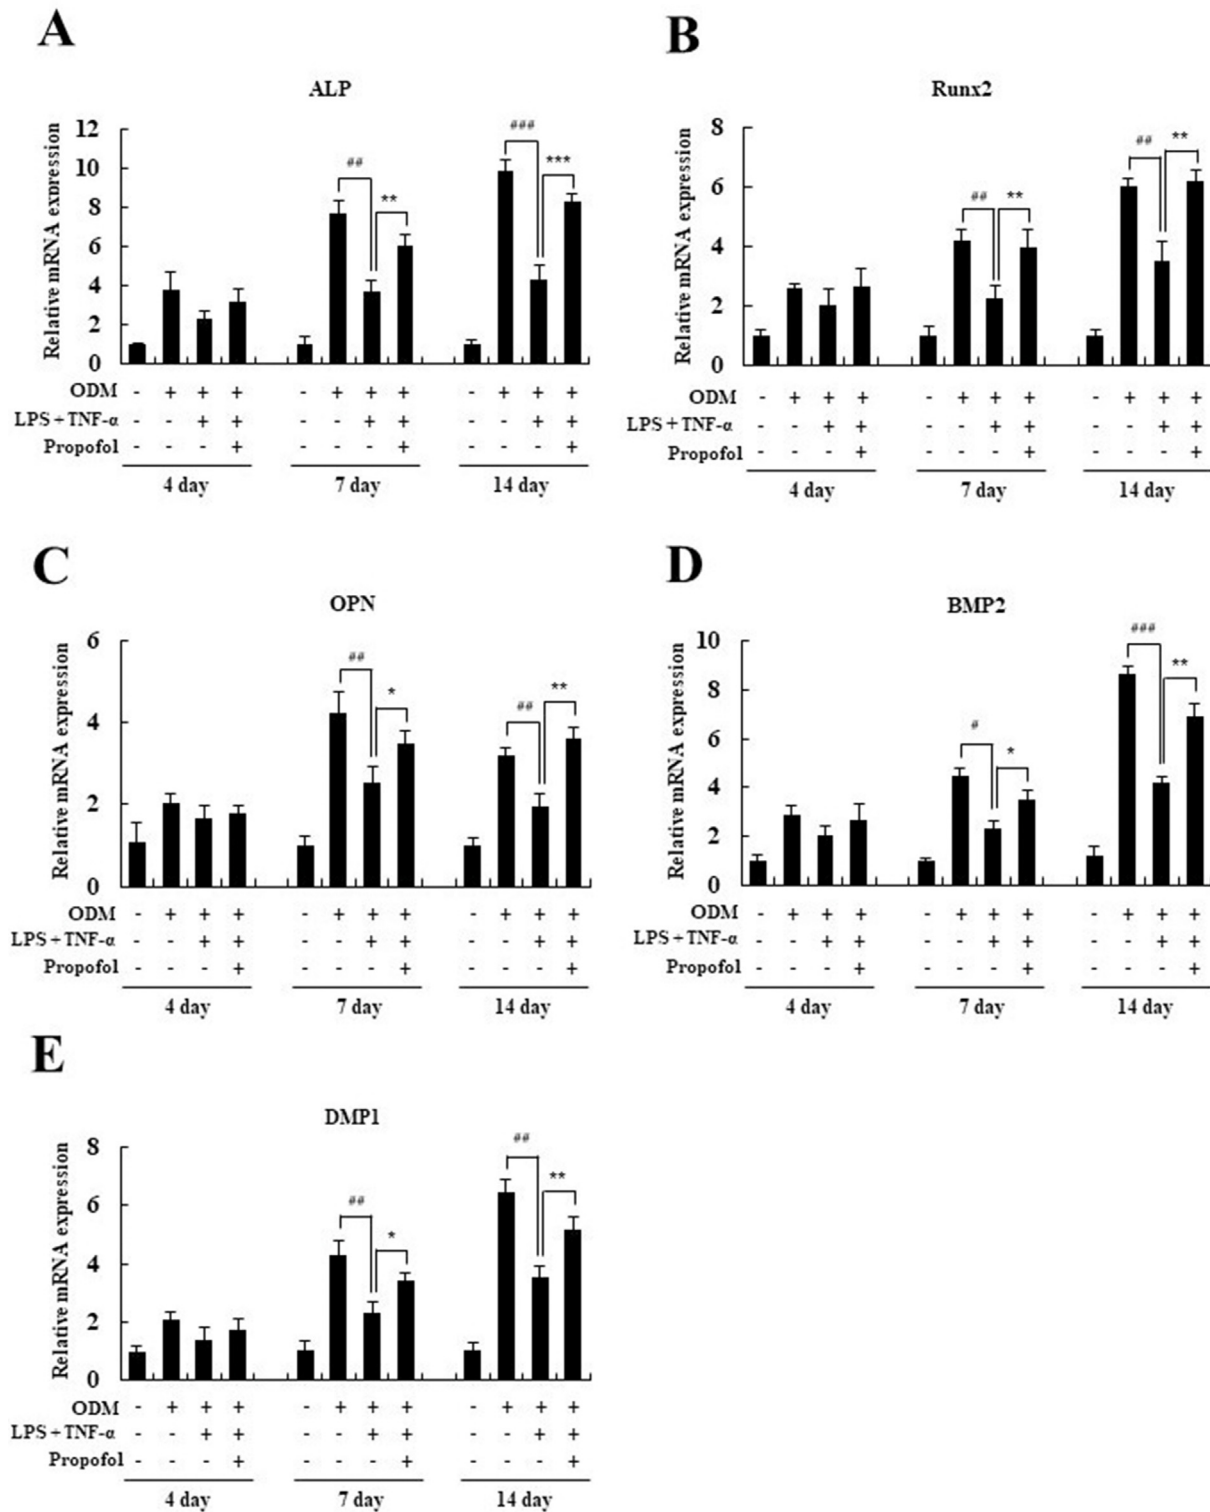 A
ALP
Relative mRNA expression
12
10
8
6
4
2
0
### 
## ***
**
ODM - + + + - + + + - + + +
LPS+TNF-α - - + + - - + + - - + +
Propofol - - - + - - - + - - - +
4 day 7 day 14 day
B
Runx2
Relative mRNA expression
8
6
4
2
0
## **
## **
ODM - + + + - + + + - + + +
LPS+TNF-α - - + + - - + + - - + +
Propofol - - - + - - - + - - - +
4 day 7 day 14 day
C
OPN
Relative mRNA expression
6
4
2
0
##
* **
##
ODM - + + + - + + + - + + +
LPS+TNF-α - - + + - - + + - - + +
Propofol - - - + - - - + - - - +
4 day 7 day 14 day
D
BMP2
Relative mRNA expression
10
8
6
4
2
0
###
**
# *
ODM - + + + - + + + - + + +
LPS+TNF-α - - + + - - + + - - + +
Propofol - - - + - - - + - - - +
4 day 7 day 14 day
E
DMP1
Relative mRNA expression
8
6
4
2
0
##
**
## *
ODM - + + + - + + + - + + +
LPS+TNF-α - - + + - - + + - - + +
Propofol - - - + - - - + - - - +
4 day 7 day 14 day